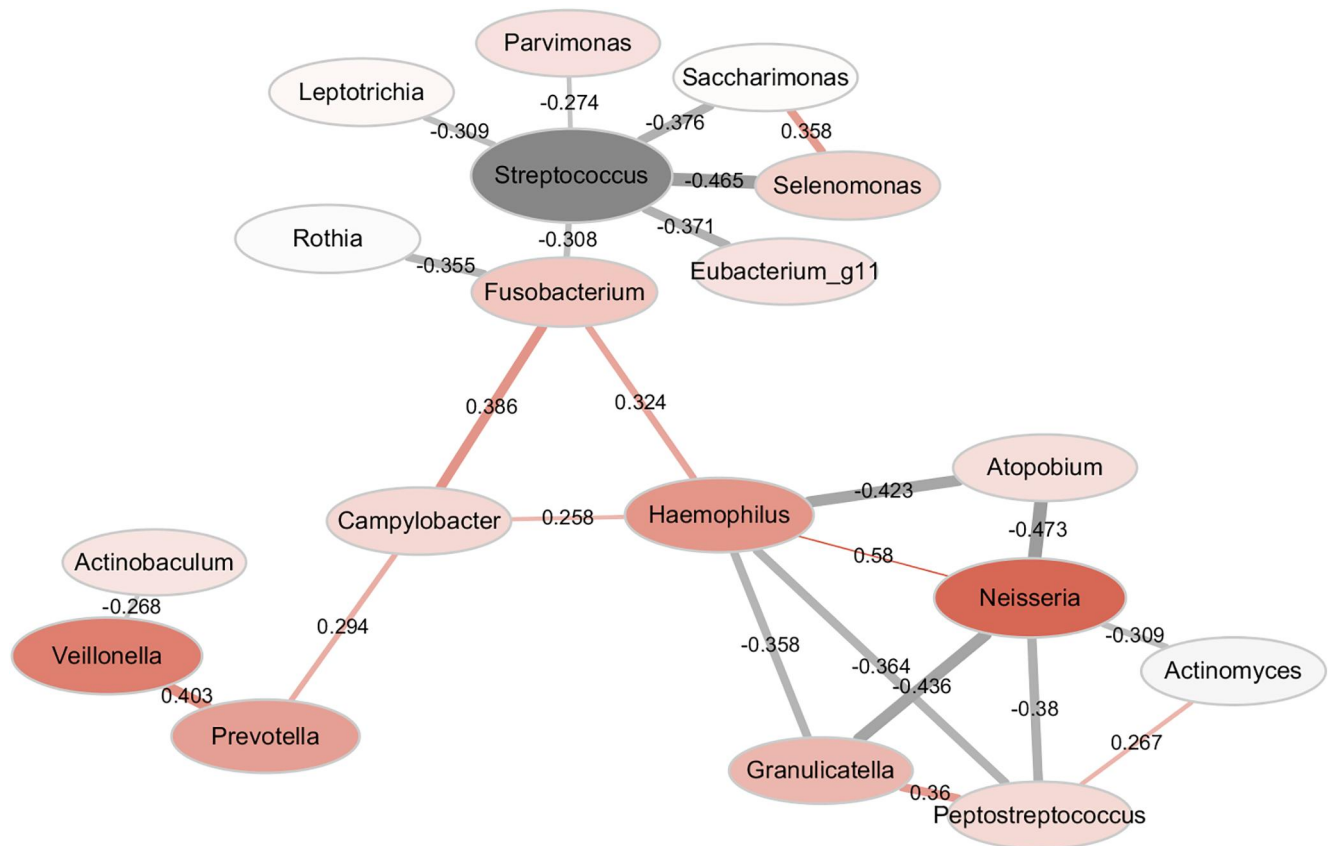 Parvimonas
Saccharimonas
Leptotrichia
-0.274
-0.376
0.358
-0.309
Streptococcus
-0.465
Selenomonas
Rothia
-0.308
-0.371
-0.355
Eubacterium_g11
Fusobacterium
0.386
0.324
Atopobium
-0.423
Campylobacter
0.258
Haemophilus
-0.473
Actinobaculum
0.58
Neisseria
-0.268
0.294
-0.309
Veillonella
-0.358
-0.364
Actinomyces
0.403
-0.436
-0.38
Prevotella
0.267
Granulicatella
0.36
Peptostreptococcus